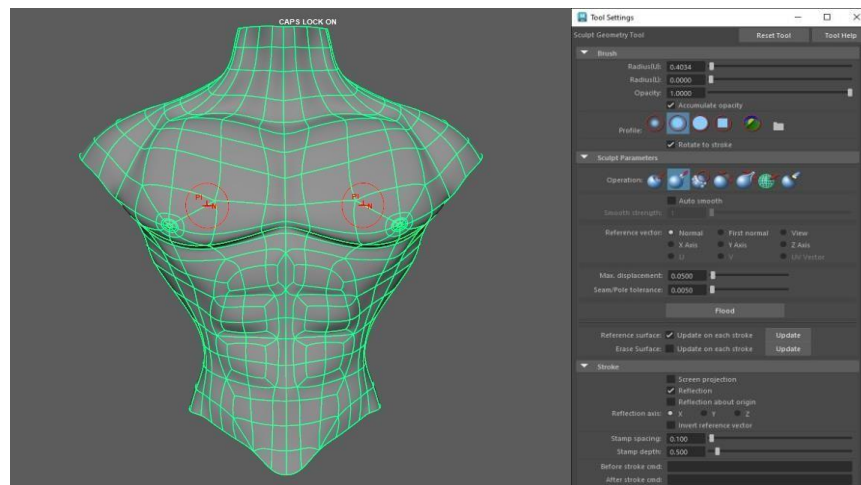 CAPS LOCK ON
Tool Settings
Sculpt Geometry Tool Reset Tool Tool Help
Brush
Radius(U): 0.4034
Radius(L): 0.0000
Opacity: 1.0000
Accumulate opacity
Profile:
Rotate to stroke
Sculpt Parameters
Operation:
Auto smooth
Smooth strength: 1
Reference vector: Normal First normal View
X Axis Y Axis Z Axis
U V UV Vector
Max. displacement: 0.0500
Seam/Pole tolerance: 0.0050
Flood
Reference surface: Update on each stroke Update
Erase Surface: Update on each stroke Update
Stroke
Screen projection
Reflection
Reflection about origin
Reflection axis: X Y Z
Invert reference vector
Stamp spacing: 0.100
Stamp depth: 0.500
Before stroke cmd:
After stroke cmd: